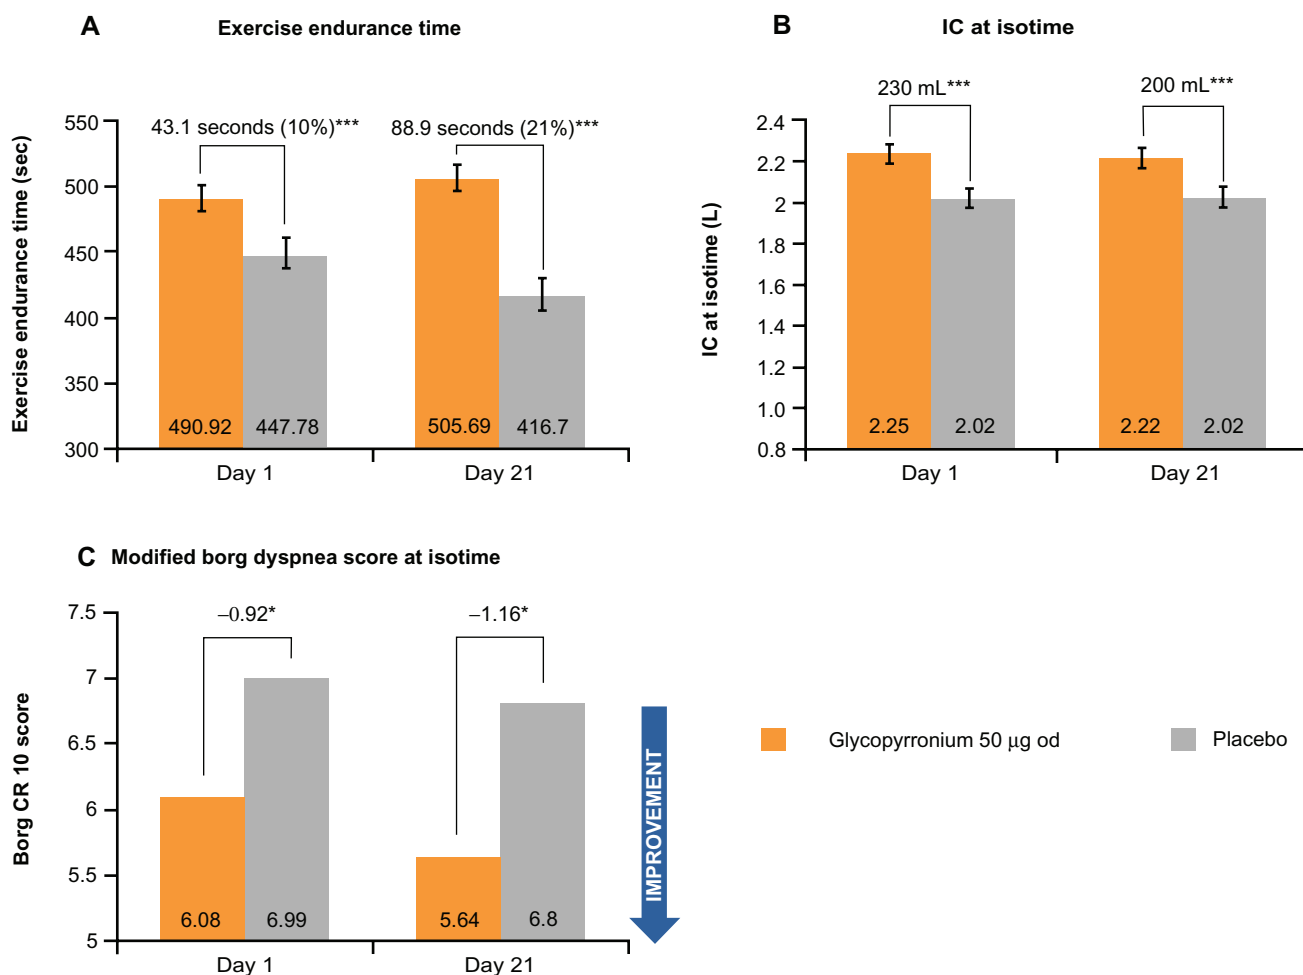 A Exercise endurance time
43.1 seconds (10%)***
88.9 seconds (21%)***
Exercise endurance time (sec)
550
500
450
400
350
300
490.92
447.78
505.69
416.7
Day 1
Day 21
B IC at isotime
230 mL***
200 mL***
IC at isotime (L)
2.4
2.2
2
1.8
1.6
1.4
1.2
1.0
0.8
2.25
2.02
2.22
2.02
Day 1
Day 21
C Modified borg dyspnea score at isotime
–0.92*
–1.16*
Borg CR 10 score
7.5
7
6.5
6
5.5
5
6.08
6.99
5.64
6.8
Day 1
Day 21
IMPROVEMENT
Glycopyrronium 50 μg od
Placebo